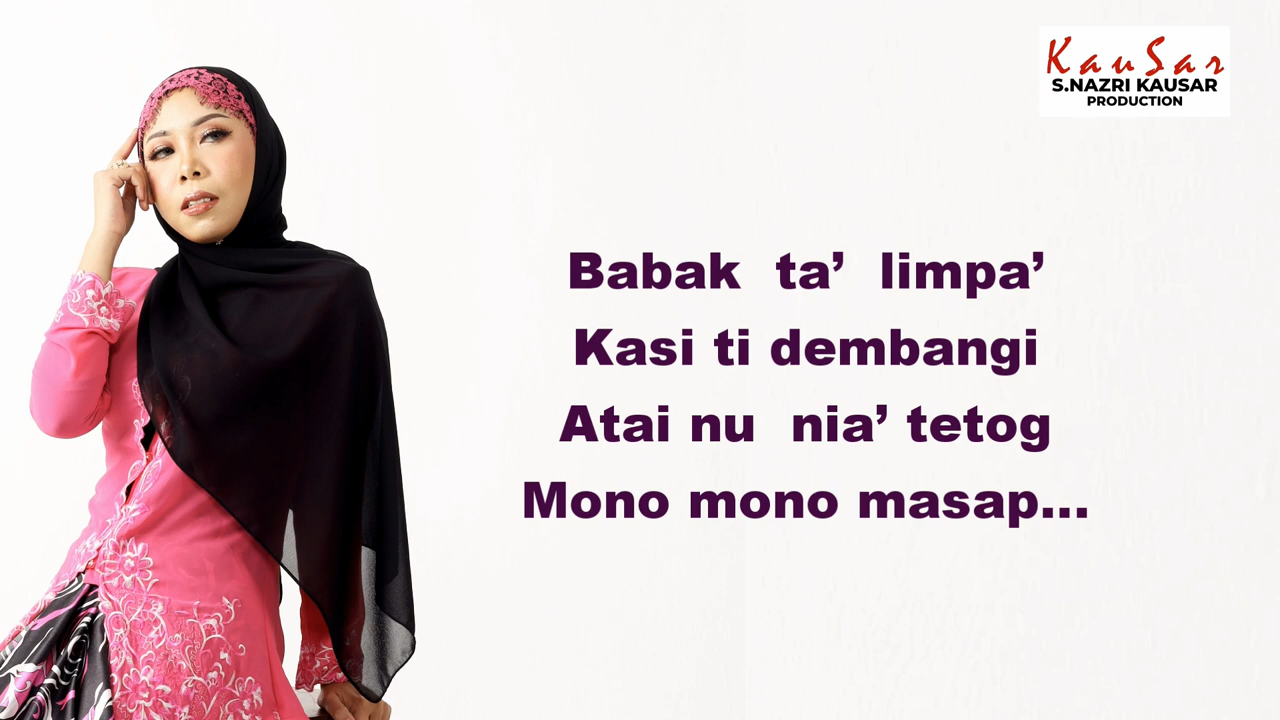 KauSar
S.NAZRI KAUSAR
PRODUCTION
Babak ta’ limpa’
Kasi ti dembangi
Atai nu nia’ tetog
Mono mono masap...